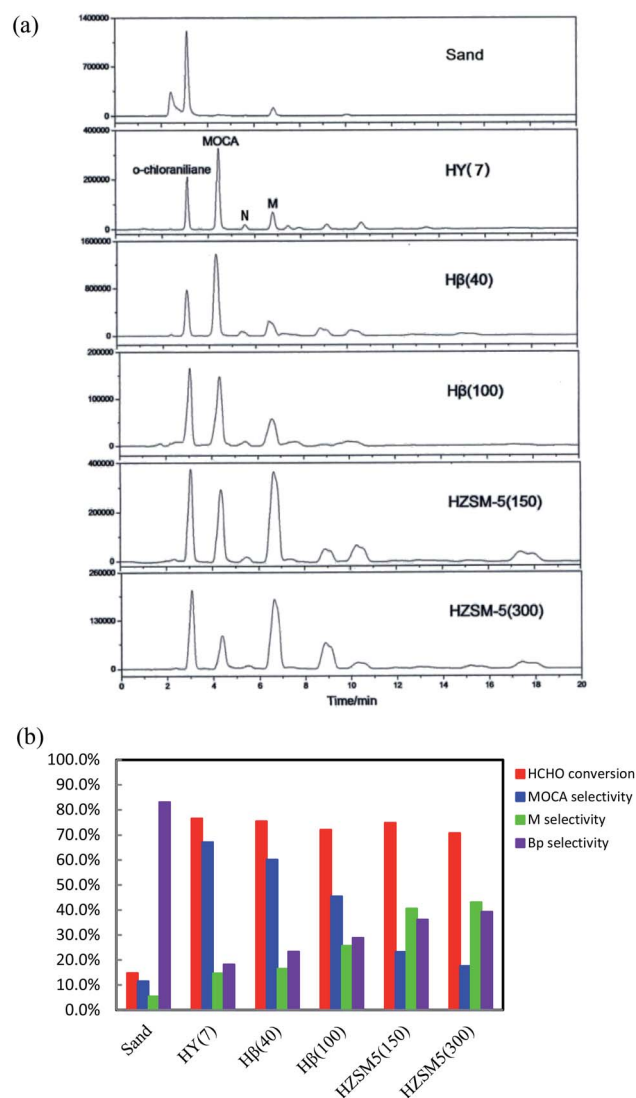 (a)
1400000
700000
0
Sand
400000
200000
0
o-chloraniliane
MOCA
N
M
HY(7)
1600000
800000
0
Hβ(40)
200000
100000
0
Hβ(100)
400000
200000
0
HZSM-5(150)
260000
130000
0
HZSM-5(300)
0 2 4 6 8 10 12 14 16 18 20
Time/min
(b)
100.0%
90.0%
80.0%
70.0%
60.0%
50.0%
40.0%
30.0%
20.0%
10.0%
0.0%
HCHO conversion
MOCA selectivity
M selectivity
Bp selectivity
Sand
HY(7)
Hβ(40)
Hβ(100)
HZSM5(150)
HZSM5(300)